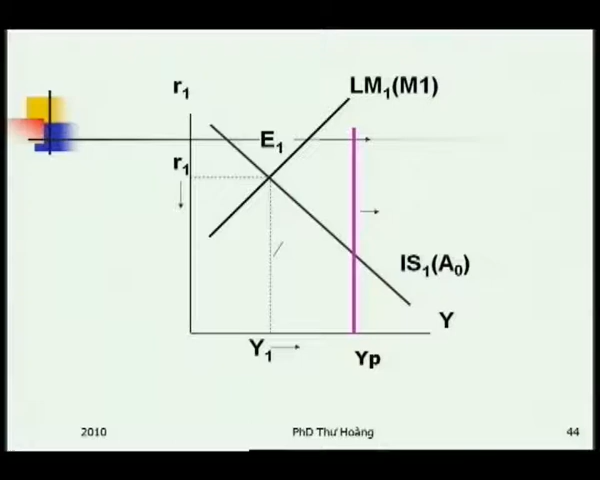 r₁
LM₁(M1)
E₁
r₁
IS₁(A₀)
Y
Y₁
Yp
2010
PhD Thư Hoàng
44